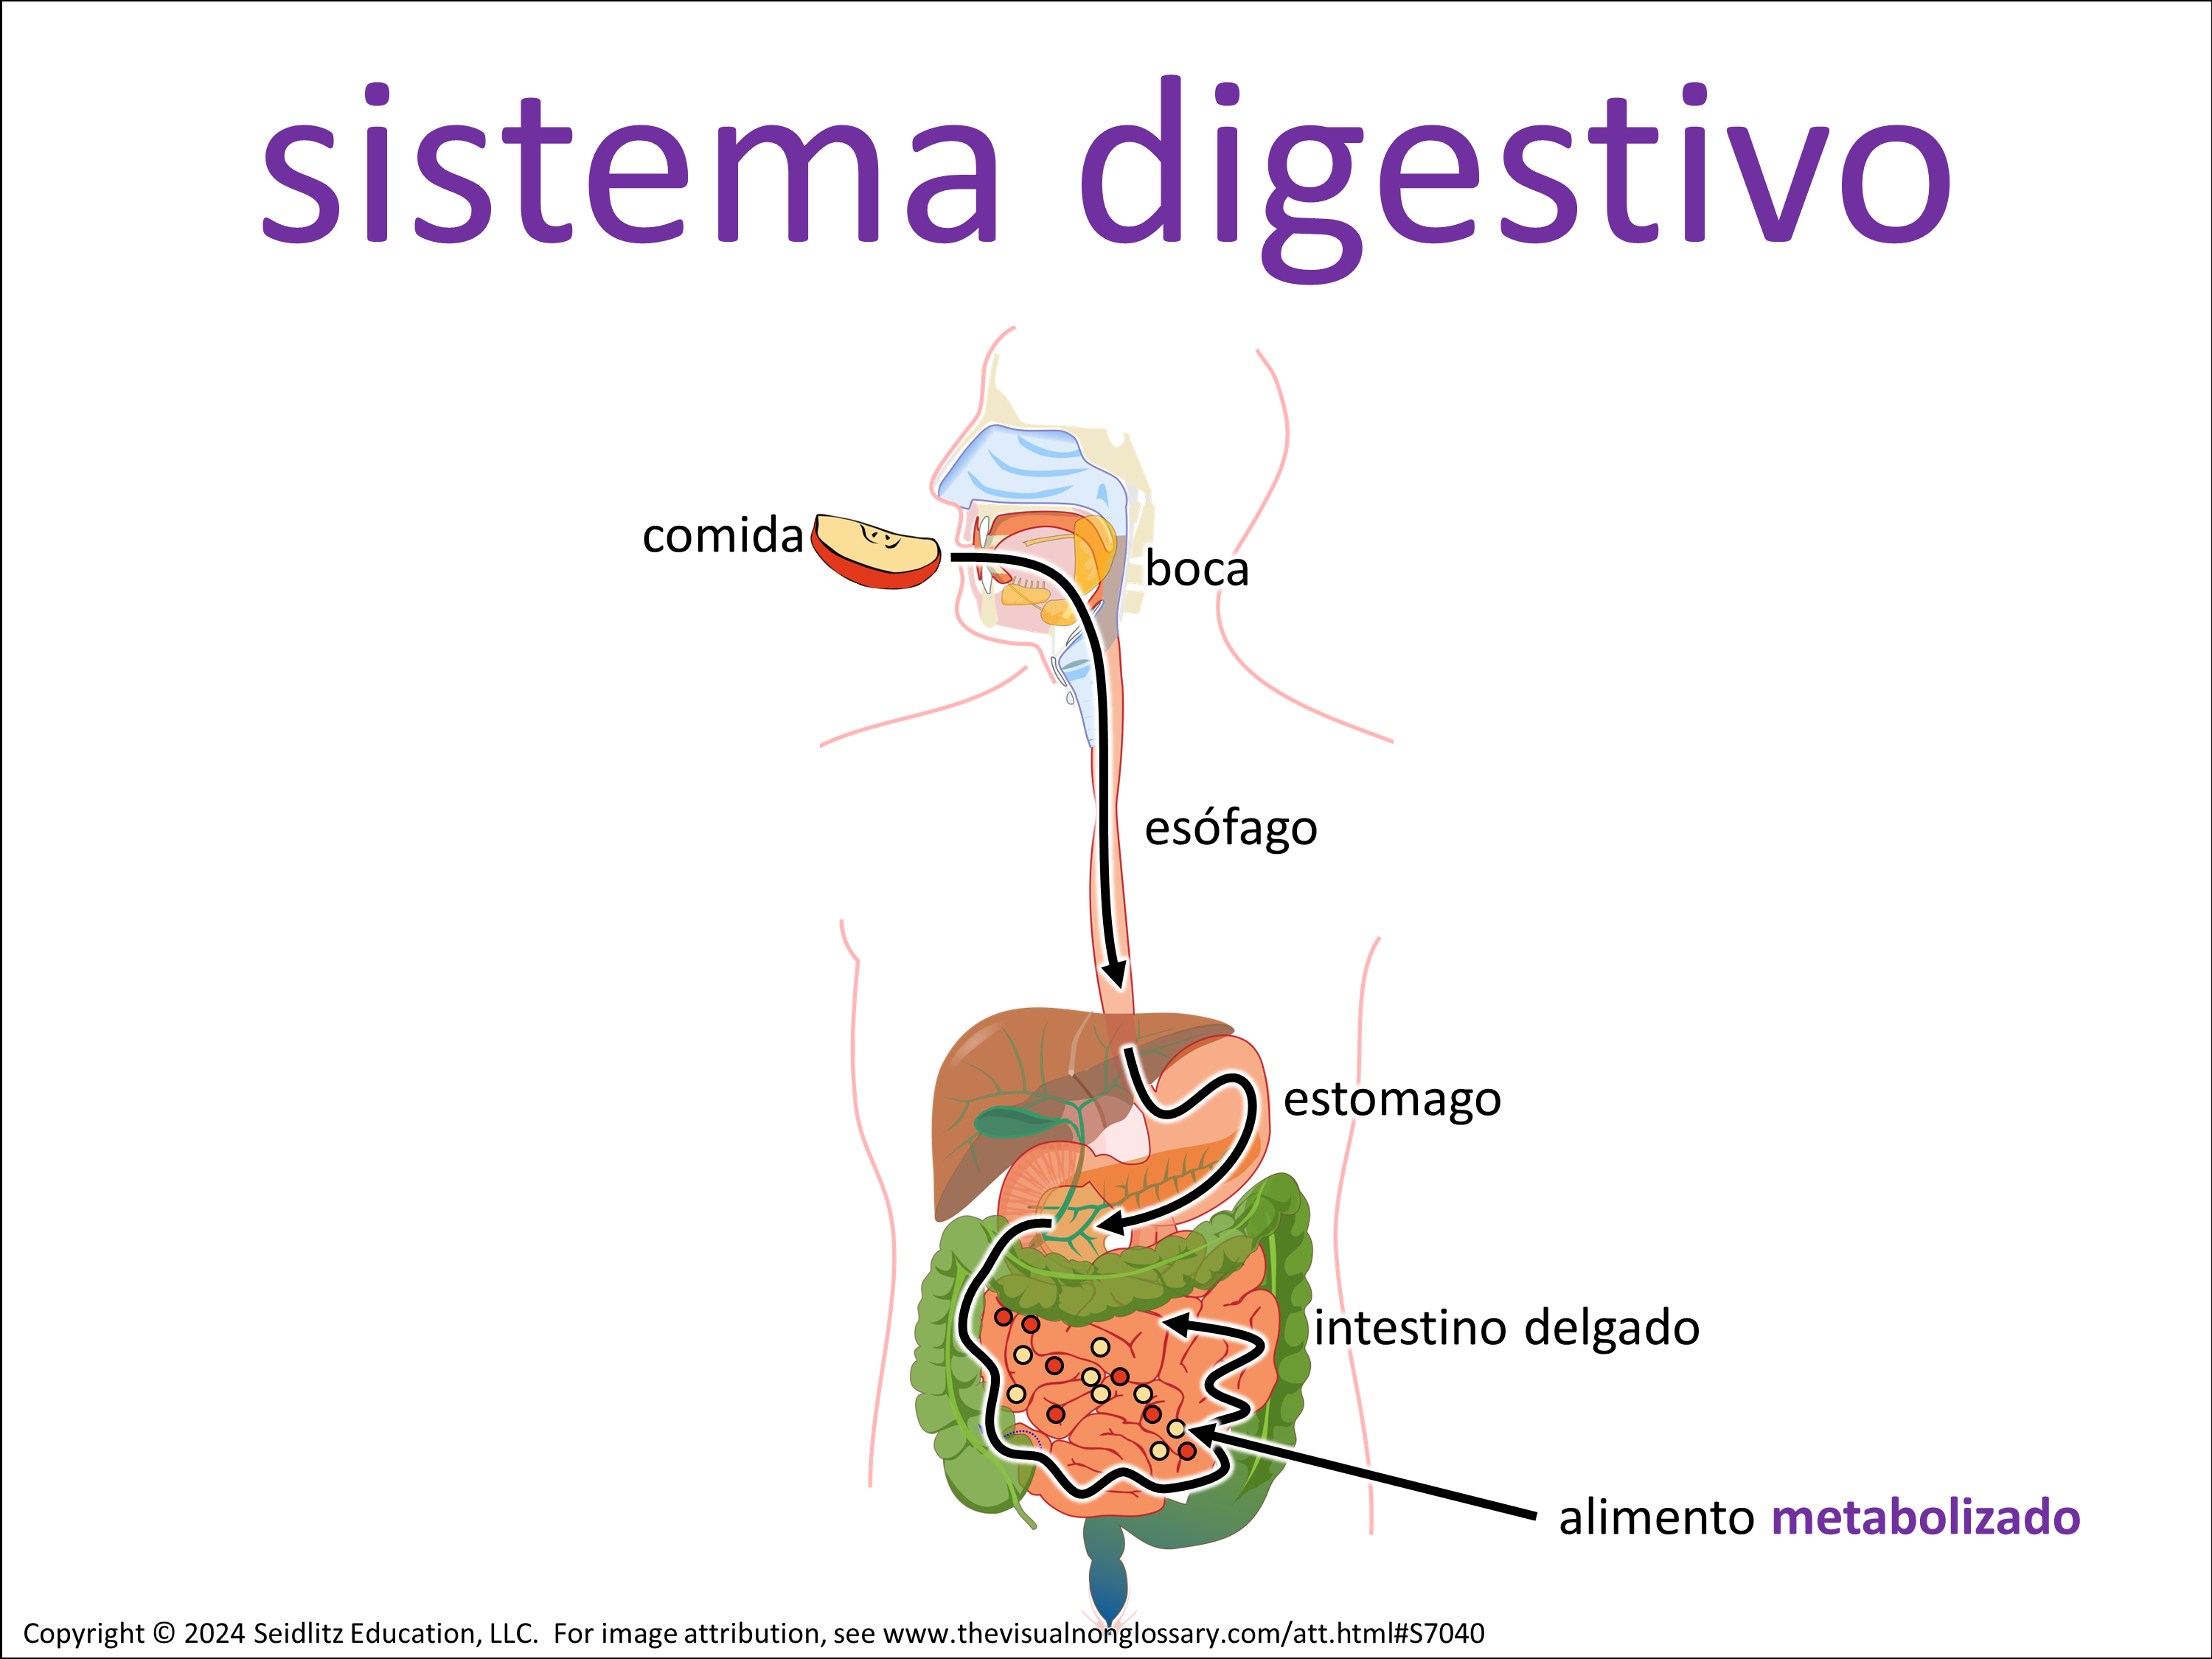 sistema digestivo
comida
boca
esófago
estomago
intestino delgado
alimento metabolizado
Copyright © 2024 Seidlitz Education, LLC.  For image attribution, see www.thevisualnonglossary.com/att.html#S7040